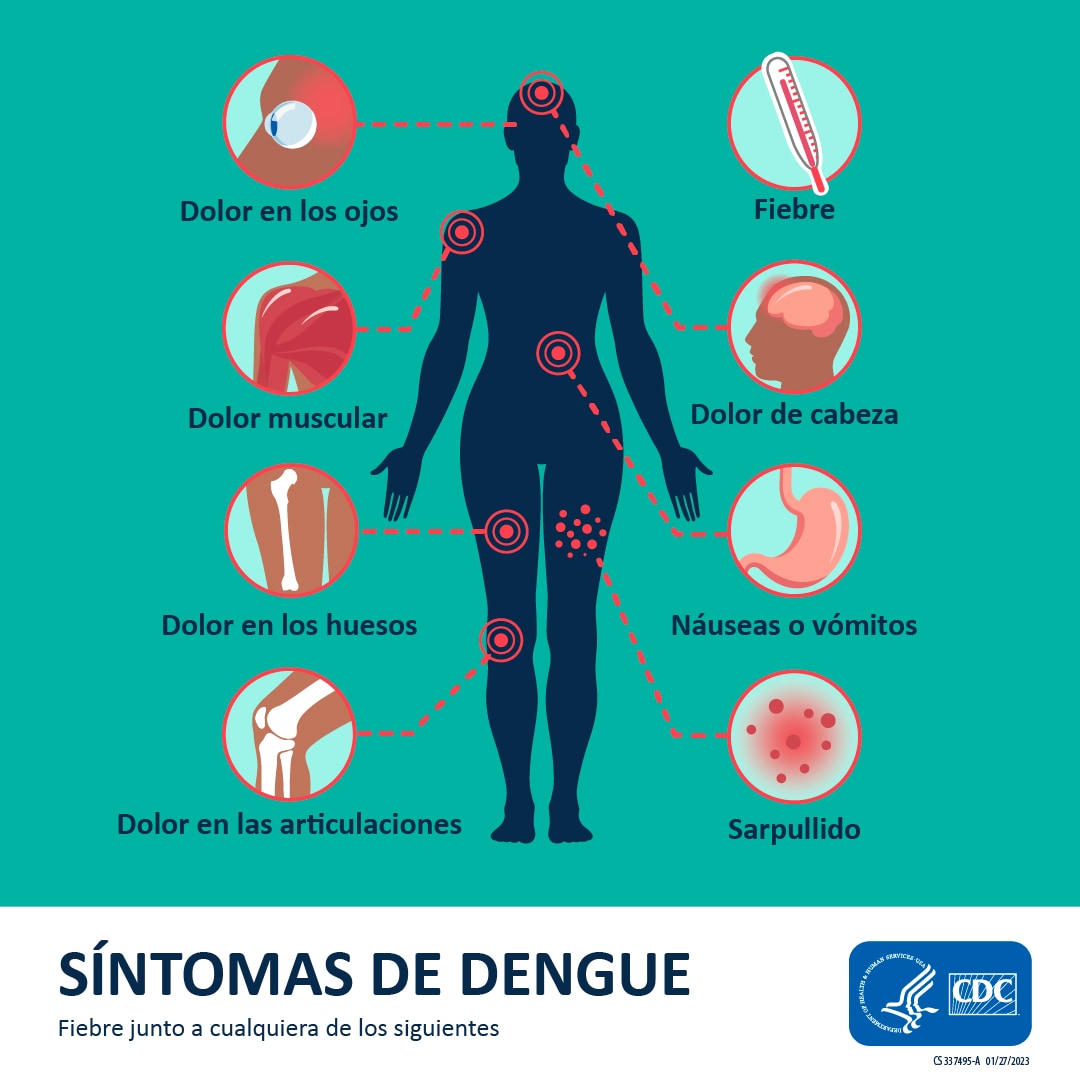 Dolor en los ojos
Fiebre
Dolor muscular
Dolor de cabeza
Dolor en los huesos
Náuseas o vómitos
Dolor en las articulaciones
Sarpullido
SÍNTOMAS DE DENGUE
Fiebre junto a cualquiera de los siguientes
DEPARTMENT OF HEALTH & HUMAN SERVICES·USA
CDC
CS 337495-A 01/27/2023